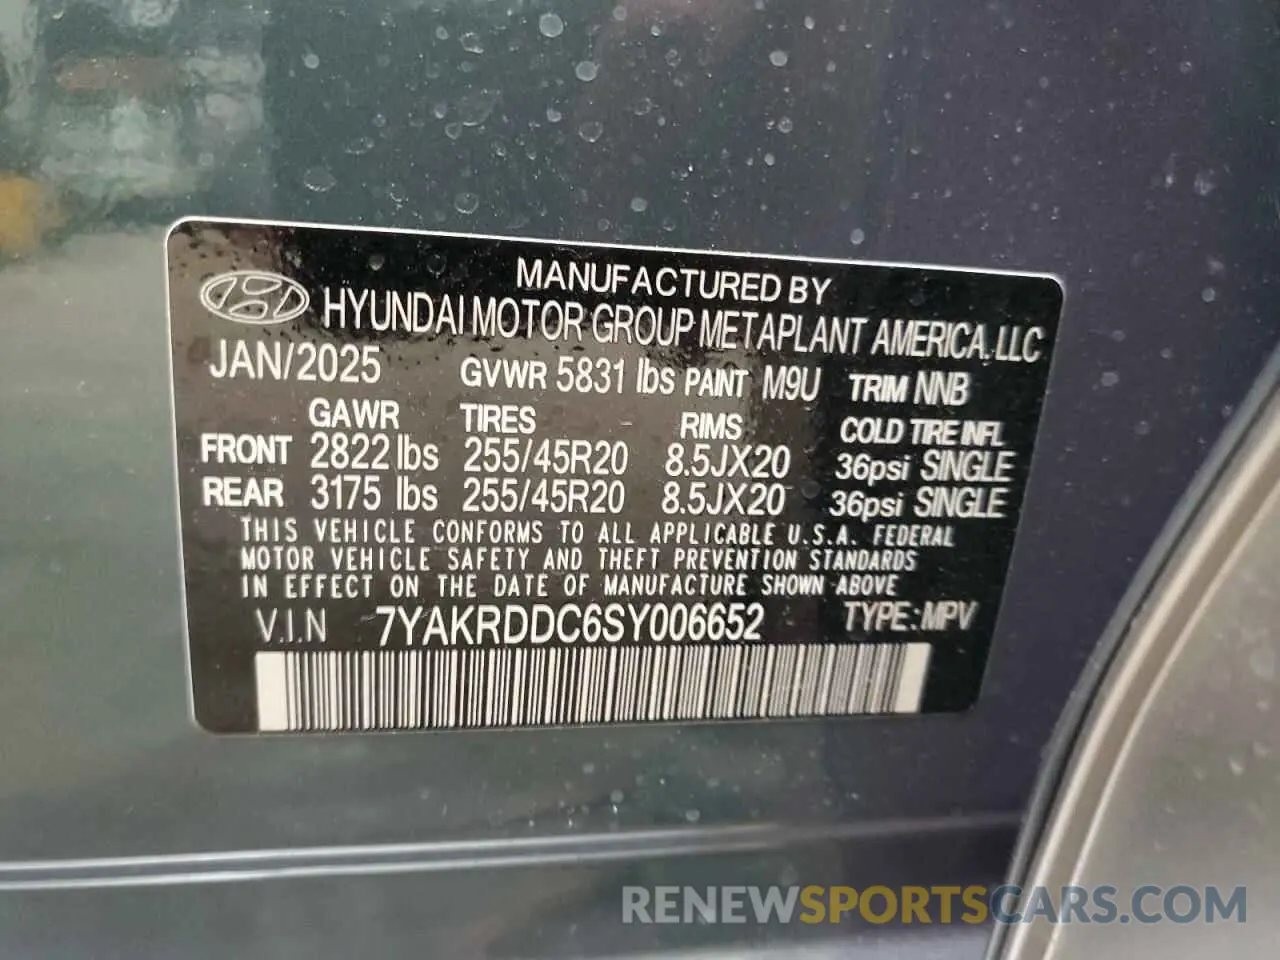 MANUFACTURED BY
HYUNDAI MOTOR GROUP METAPLANT AMERICA. LLC
JAN/2025 GVWR 5831 lbs PAINT M9U TRIM NNB
GAWR TIRES RIMS COLD TIRE INFL
FRONT 2822 lbs 255/45R20 8.5JX20 36psi SINGLE
REAR 3175 lbs 255/45R20 8.5JX20 36psi SINGLE
THIS VEHICLE CONFORMS TO ALL APPLICABLE U.S.A. FEDERAL
MOTOR VEHICLE SAFETY AND THEFT PREVENTION STANDARDS
IN EFFECT ON THE DATE OF MANUFACTURE SHOWN ABOVE
V.I.N 7YAKRDDC6SY006652 TYPE: MPV
RENEWSPORTSCARS.COM